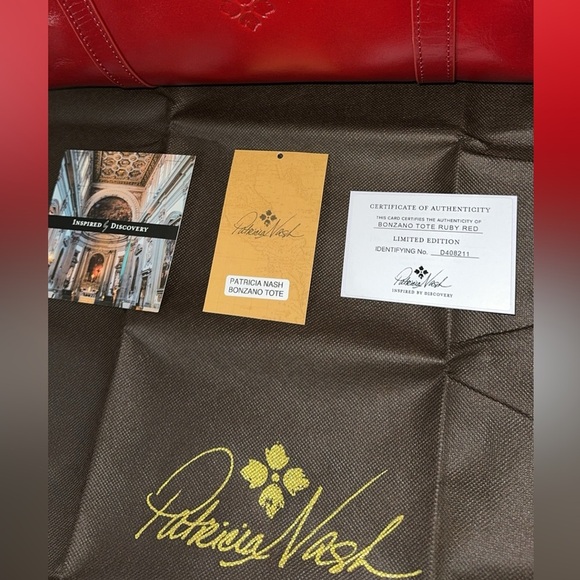 INSPIRED by DISCOVERY
Patricia Nash
PATRICIA NASH
BONZANO TOTE
CERTIFICATE OF AUTHENTICITY
THIS CARD CERTIFIES THE AUTHENTICITY OF
BONZANO TOTE RUBY RED
LIMITED EDITION
IDENTIFYING No. D408211
Patricia Nash
INSPIRED BY DISCOVERY
Patricia Nash